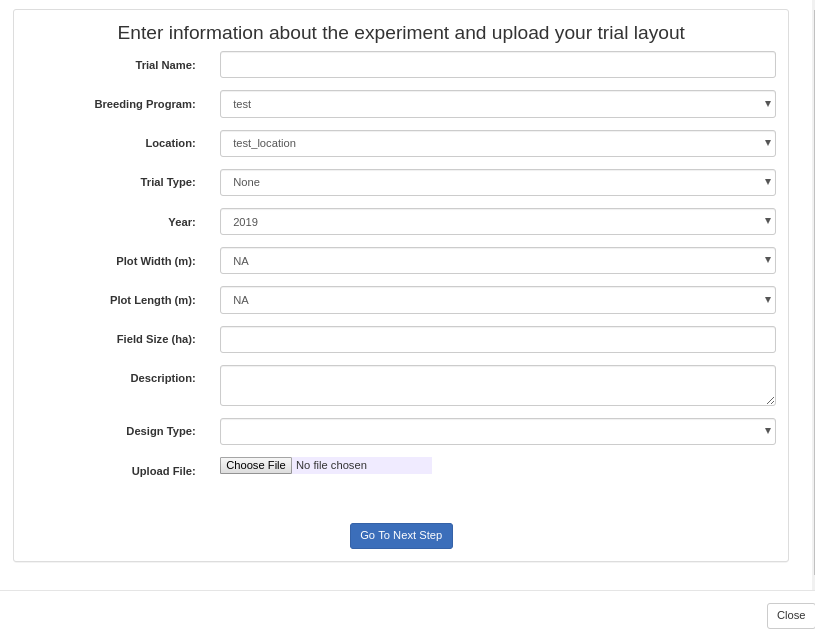 Enter information about the experiment and upload your trial layout
Trial Name:
Breeding Program: test
Location: test_location
Trial Type: None
Year: 2019
Plot Width (m): NA
Plot Length (m): NA
Field Size (ha):
Description:
Design Type:
Upload File: Choose File No file chosen
Go To Next Step
Close